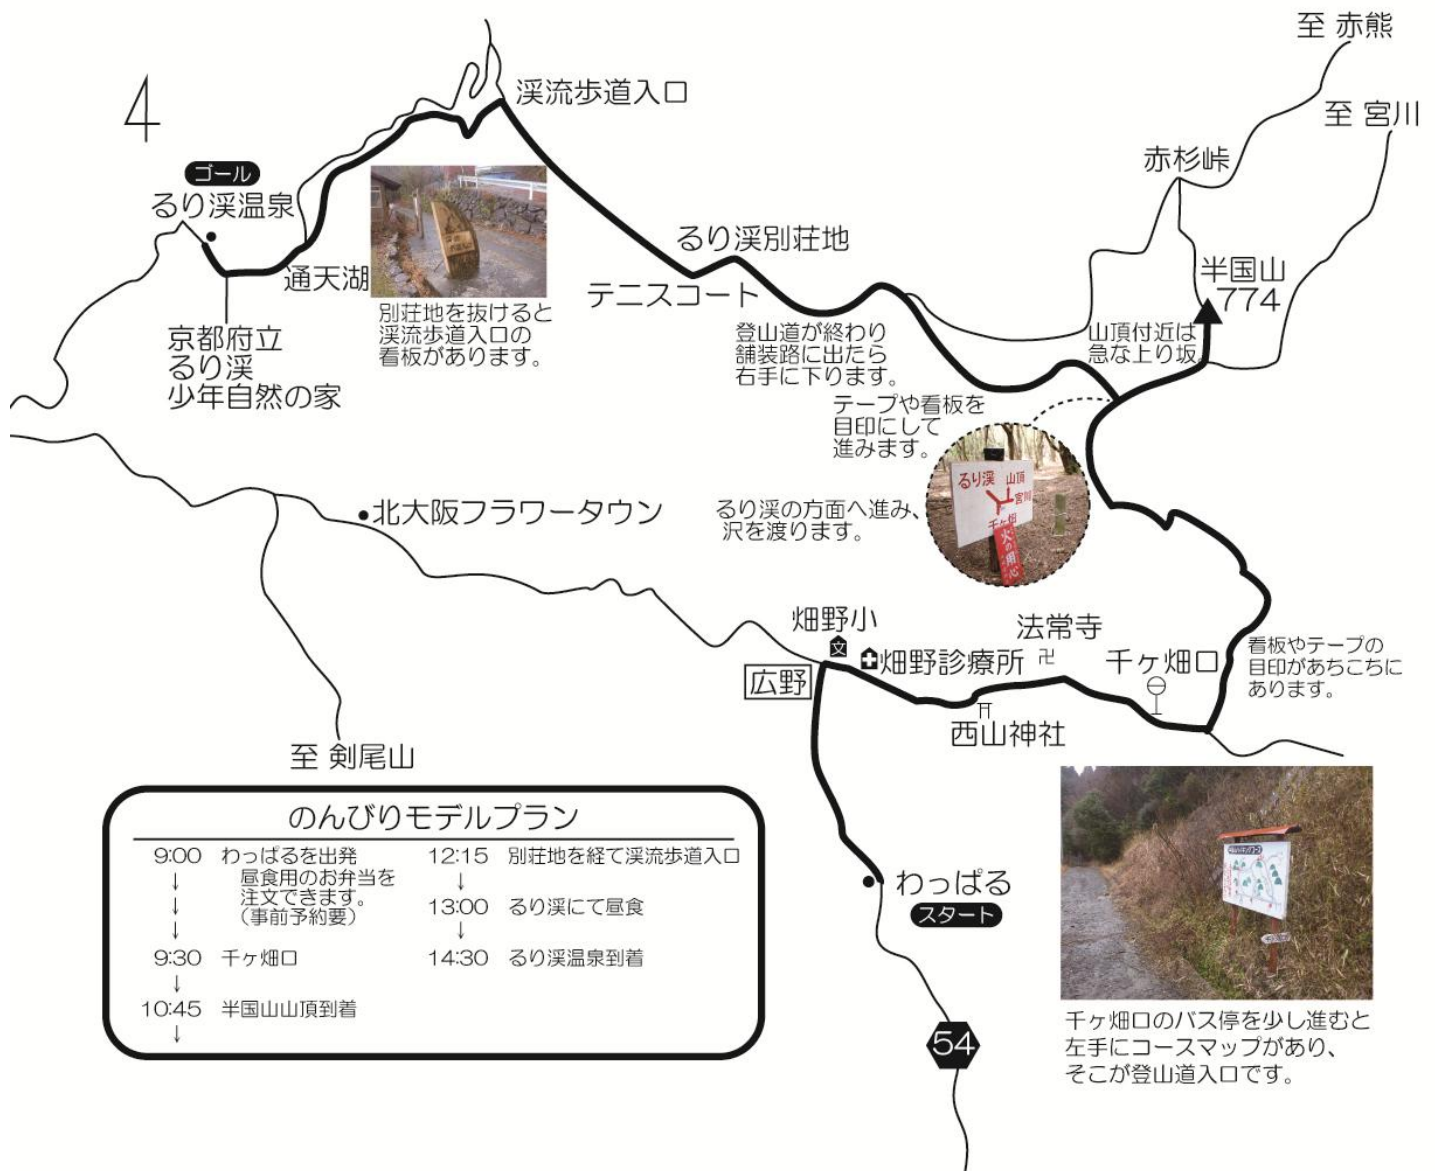 至 赤熊
至 宮川
4
渓流歩道入口
赤杉峠
ゴール
るり渓温泉
るり渓別荘地
半国山
774
通天湖
テニスコート
別荘地を抜けると
渓流歩道入口の
看板があります。
登山道が終わり
舗装路に出たら
右手に下ります。
山頂付近は
急な上り坂。
京都府立
るり渓
少年自然の家
テープや看板を
目印にして
進みます。
るり渓 山頂
宮川
千ヶ畑
火の用心
るり渓の方面へ進み、
沢を渡ります。
北大阪フラワータウン
畑野小
文
畑野診療所
法常寺
卍
千ヶ畑口
看板やテープの
目印があちこちに
あります。
広野
西山神社
至 剣尾山
のんびりモデルプラン
9:00 わっぱるを出発
↓ 昼食用のお弁当を
↓ 注文できます。
↓ (事前予約要)
9:30 千ヶ畑口
↓
10:45 半国山山頂到着
↓
12:15 別荘地を経て渓流歩道入口
↓
13:00 るり渓にて昼食
↓
14:30 るり渓温泉到着
わっぱる
スタート
54
千ヶ畑口のバス停を少し進むと
左手にコースマップがあり、
そこが登山道入口です。